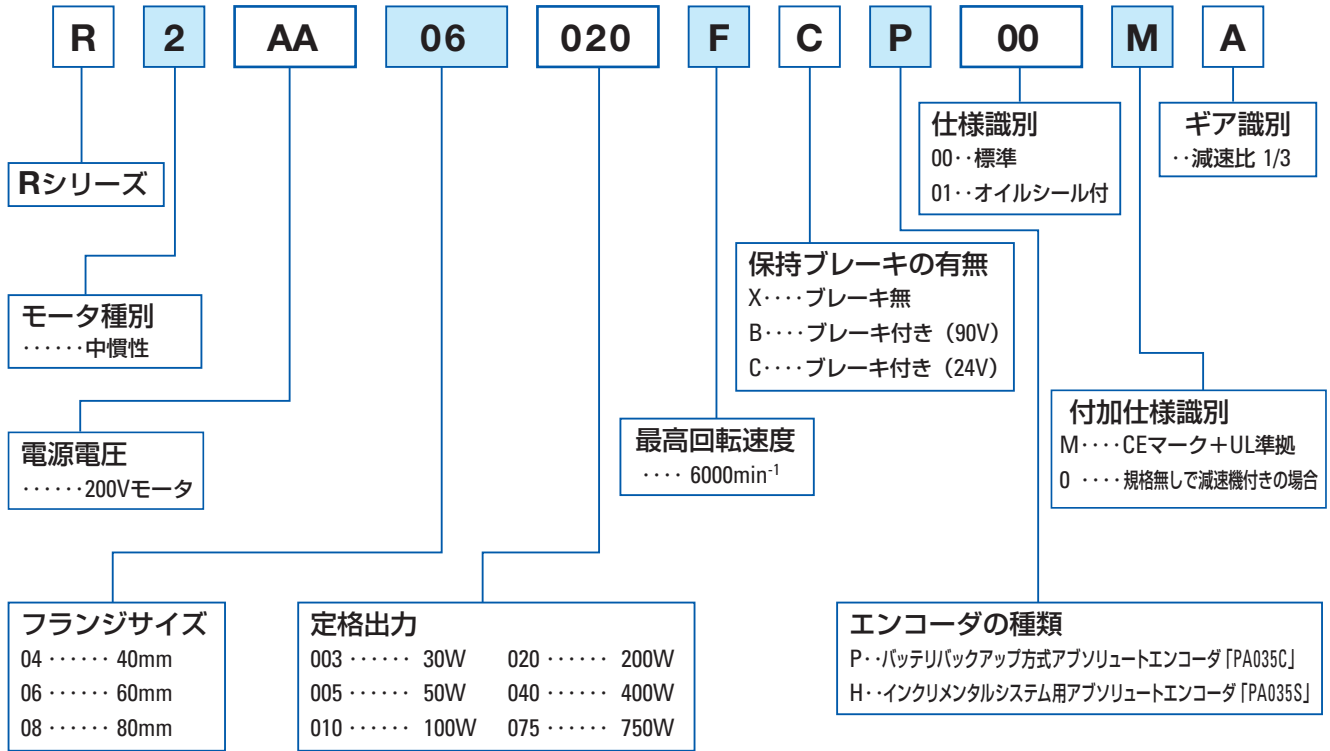 R 2 AA 06 020 F C P 00 M A
Rシリーズ
モータ種別
······中慣性
電源電圧
······200Vモータ
フランジサイズ
04 ······ 40mm
06 ······ 60mm
08 ······ 80mm
定格出力
003 ······ 30W 020 ······ 200W
005 ······ 50W 040 ······ 400W
010 ······ 100W 075 ······ 750W
最高回転速度
···· 6000min⁻¹
保持ブレーキの有無
X····ブレーキ無
B····ブレーキ付き（90V）
C····ブレーキ付き（24V）
エンコーダの種類
P··バッテリバックアップ方式アブソリュートエンコーダ「PA035C」
H··インクリメンタルシステム用アブソリュートエンコーダ「PA035S」
仕様識別
00··標準
01··オイルシール付
付加仕様識別
M····CEマーク＋UL準拠
0 ····規格無しで減速機付きの場合
ギア識別
··減速比 1/3